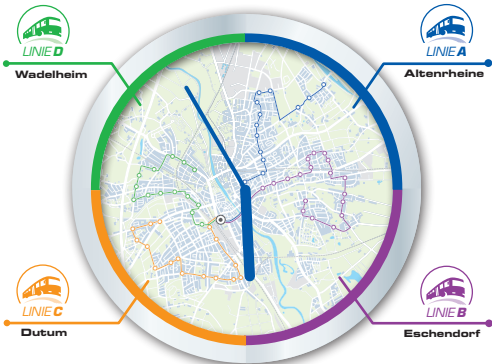 LINIE D
Wadelheim
LINIE A
Altenrheine
LINIE C
Dutum
LINIE B
Eschendorf